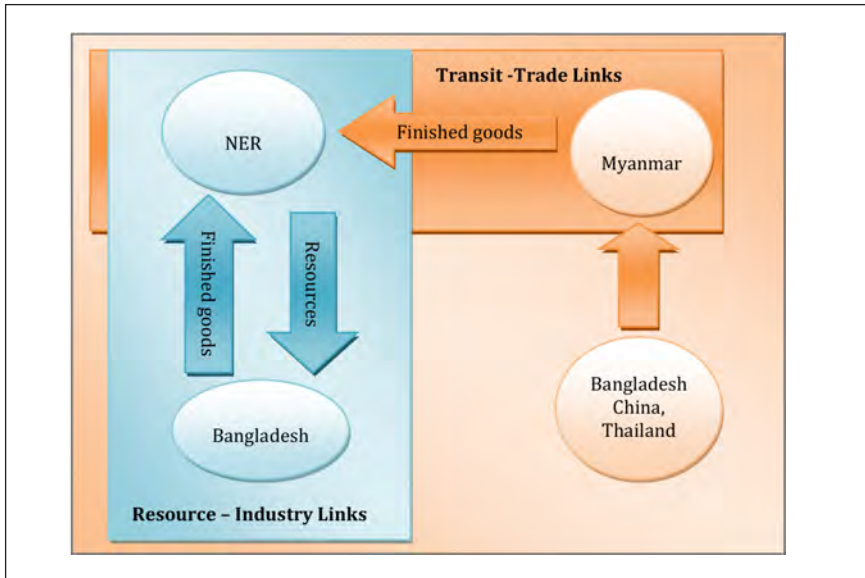 Transit -Trade Links
NER
Finished goods
Myanmar
Finished goods
Resources
Bangladesh
Bangladesh
China,
Thailand
Resource – Industry Links